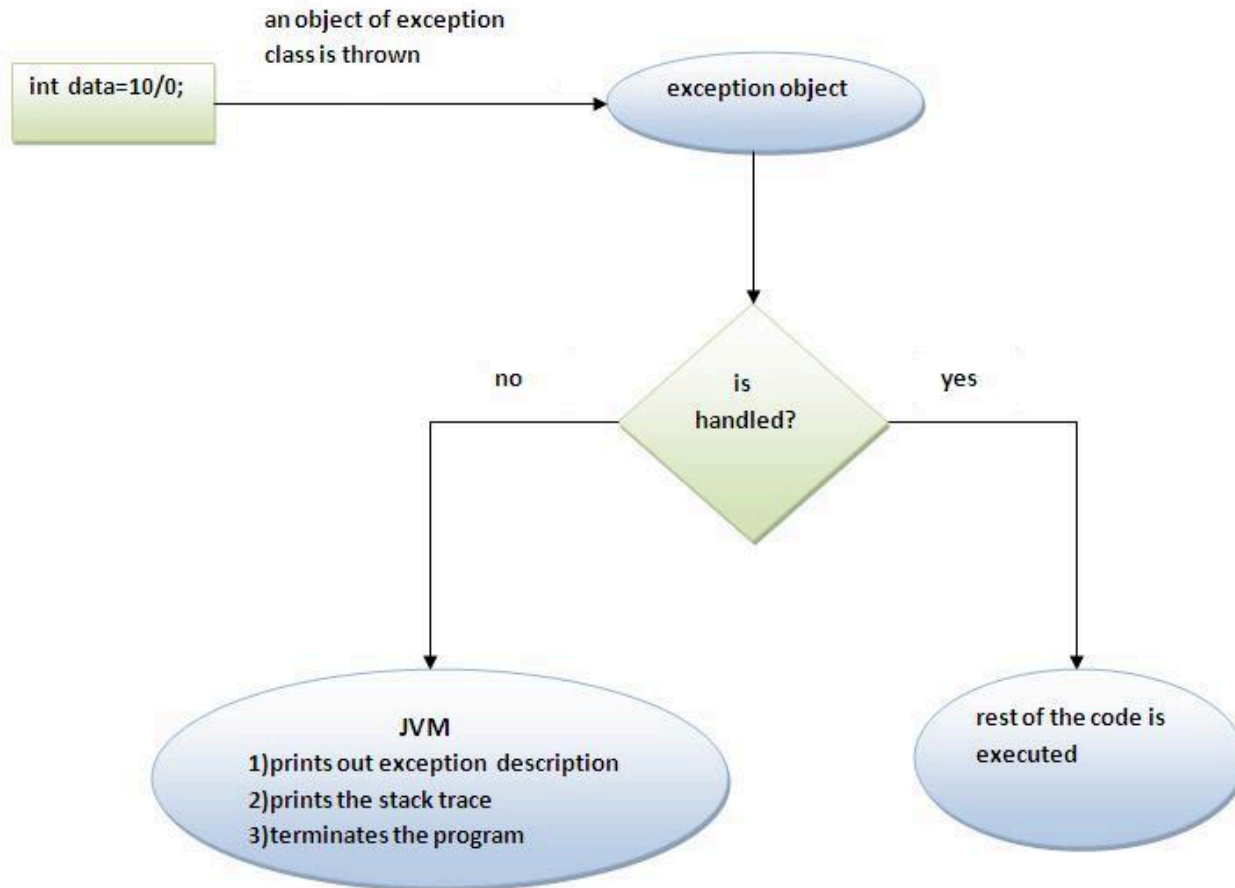 an object of exception
class is thrown
int data=10/0;
exception object
no
is
handled?
yes
JVM
1)prints out exception description
2)prints the stack trace
3)terminates the program
rest of the code is
executed